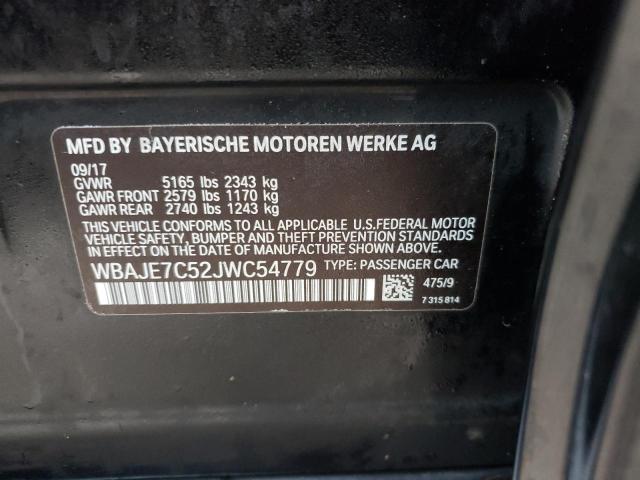 MFD BY BAYERISCHE MOTOREN WERKE AG
09/17
GVWR 5165 lbs 2343 kg
GAWR FRONT 2579 lbs 1170 kg
GAWR REAR 2740 lbs 1243 kg
THIS VEHICLE CONFORMS TO ALL APPLICABLE U.S.FEDERAL MOTOR
VEHICLE SAFETY, BUMPER AND THEFT PREVENTION STANDARDS
IN EFFECT ON THE DATE OF MANUFACTURE SHOWN ABOVE.
WBAJE7C52JWC54779 TYPE: PASSENGER CAR
475/9
7 315 814